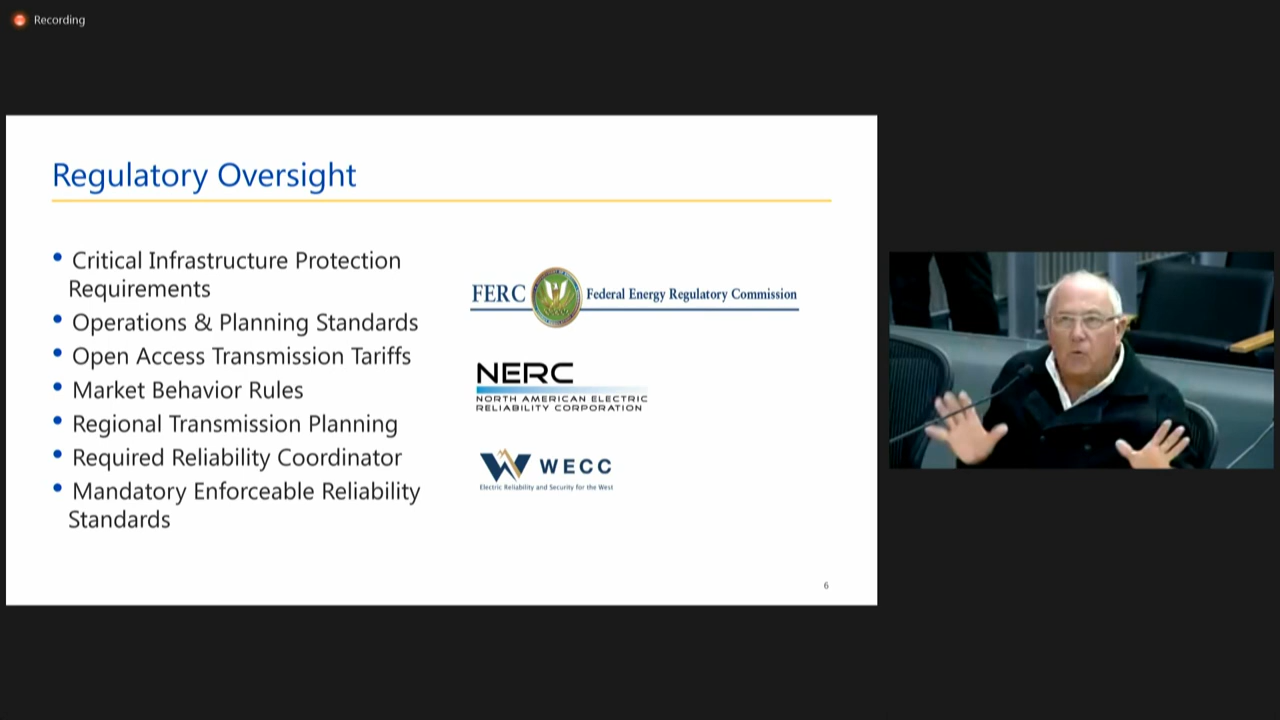 Recording
Regulatory Oversight
• Critical Infrastructure Protection
Requirements
• Operations & Planning Standards
• Open Access Transmission Tariffs
• Market Behavior Rules
• Regional Transmission Planning
• Required Reliability Coordinator
• Mandatory Enforceable Reliability
Standards
FERC Federal Energy Regulatory Commission
NERC
NORTH AMERICAN ELECTRIC
RELIABILITY CORPORATION
WECC
Electric Reliability and Security for the West
6